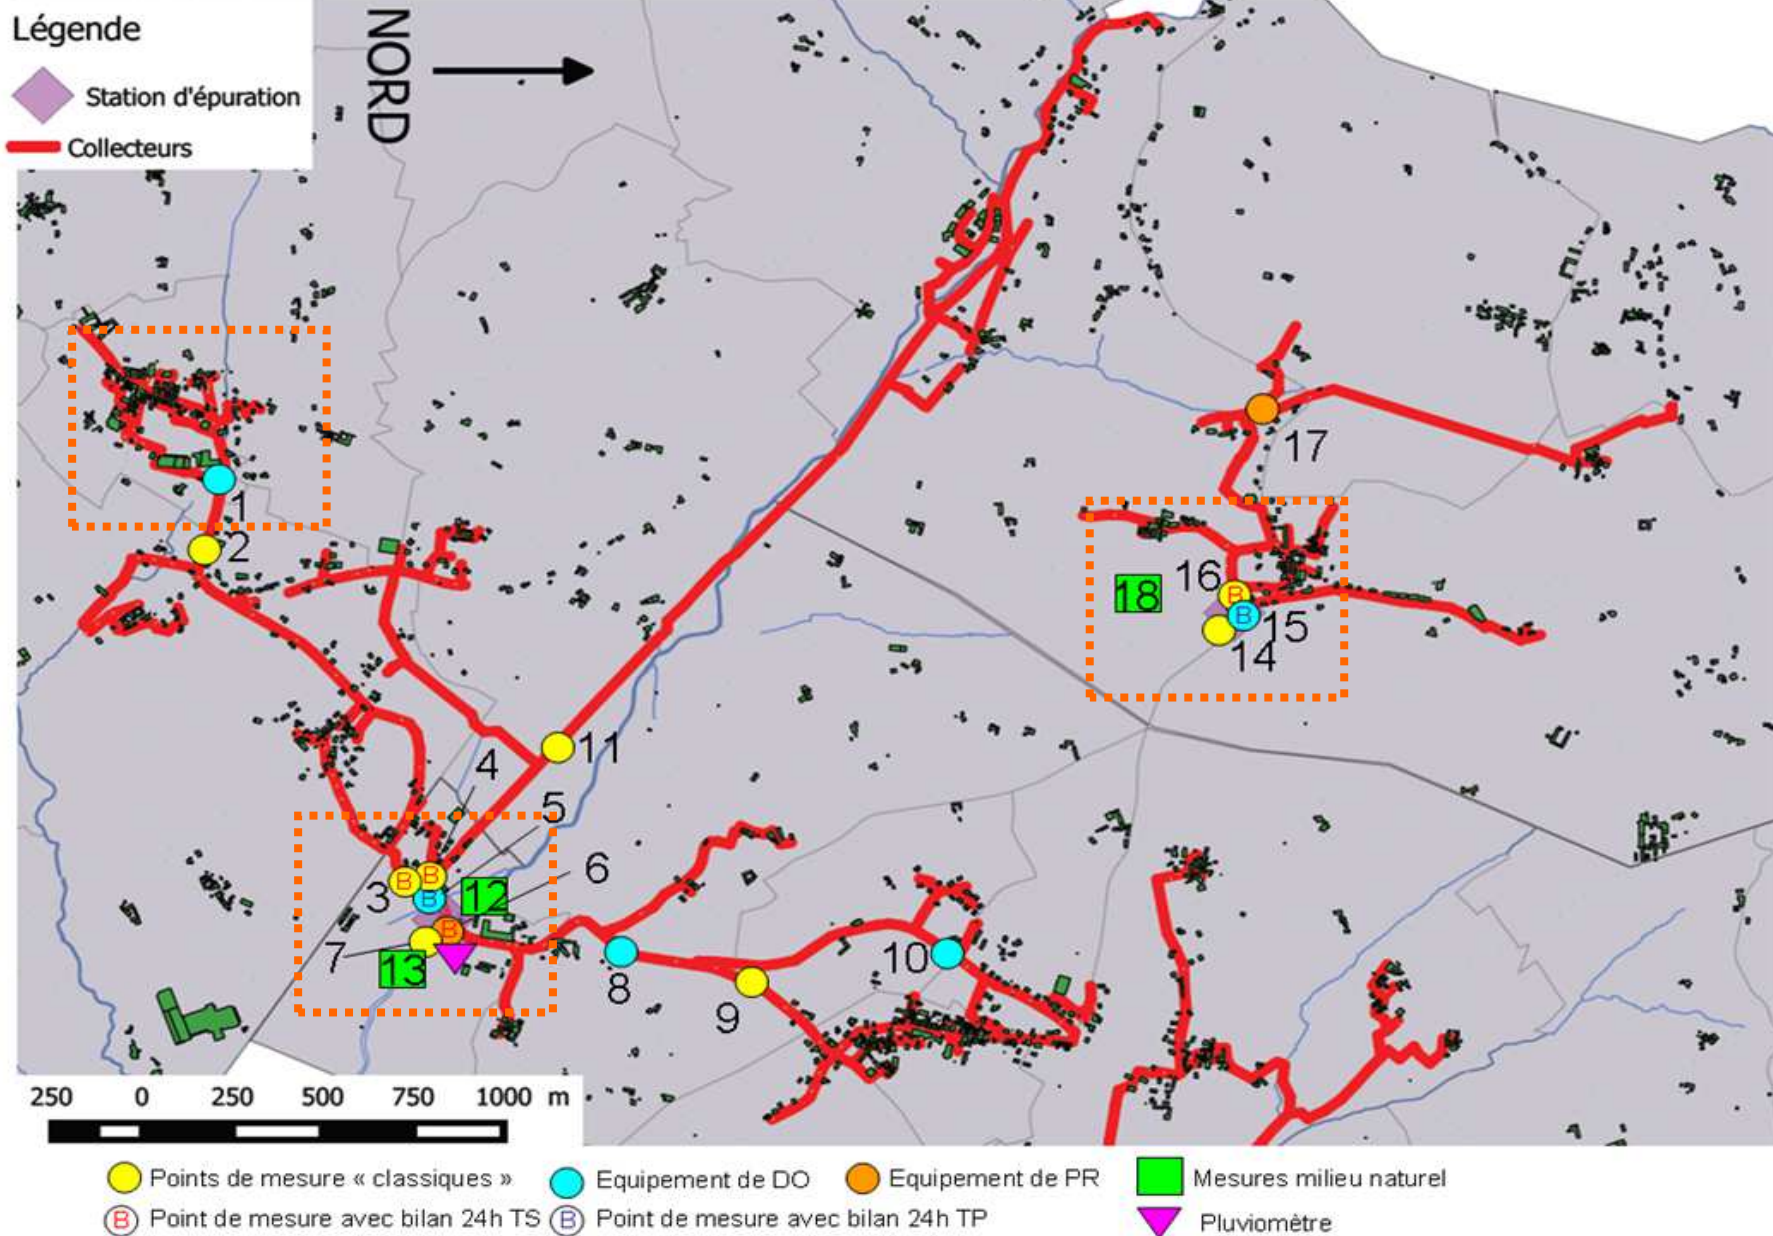 Légende
Station d'épuration
Collecteurs
NORD
1
2
17
16
18
15
14
11
4
5
6
3
12
7
13
8
9
10
250 0 250 500 750 1000 m
Points de mesure « classiques »
Equipement de DO
Equipement de PR
Mesures milieu naturel
B Point de mesure avec bilan 24h TS
B Point de mesure avec bilan 24h TP
Pluviomètre
B
B
B
B
B
B